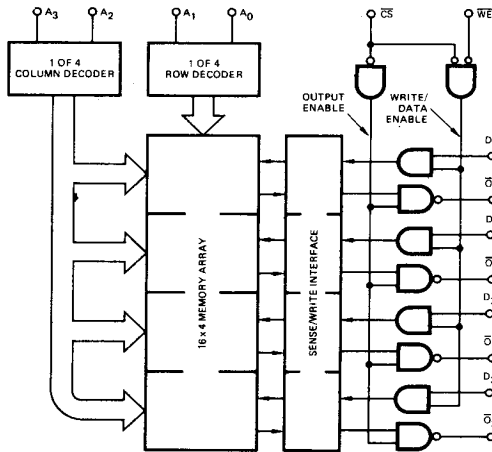 A3 A2 A1 A0 CS WE
1 OF 4
COLUMN DECODER
1 OF 4
ROW DECODER
OUTPUT
ENABLE
WRITE/
DATA
ENABLE
16 x 4 MEMORY ARRAY
SENSE/WRITE INTERFACE
D
O
D
O
D
O
D
O